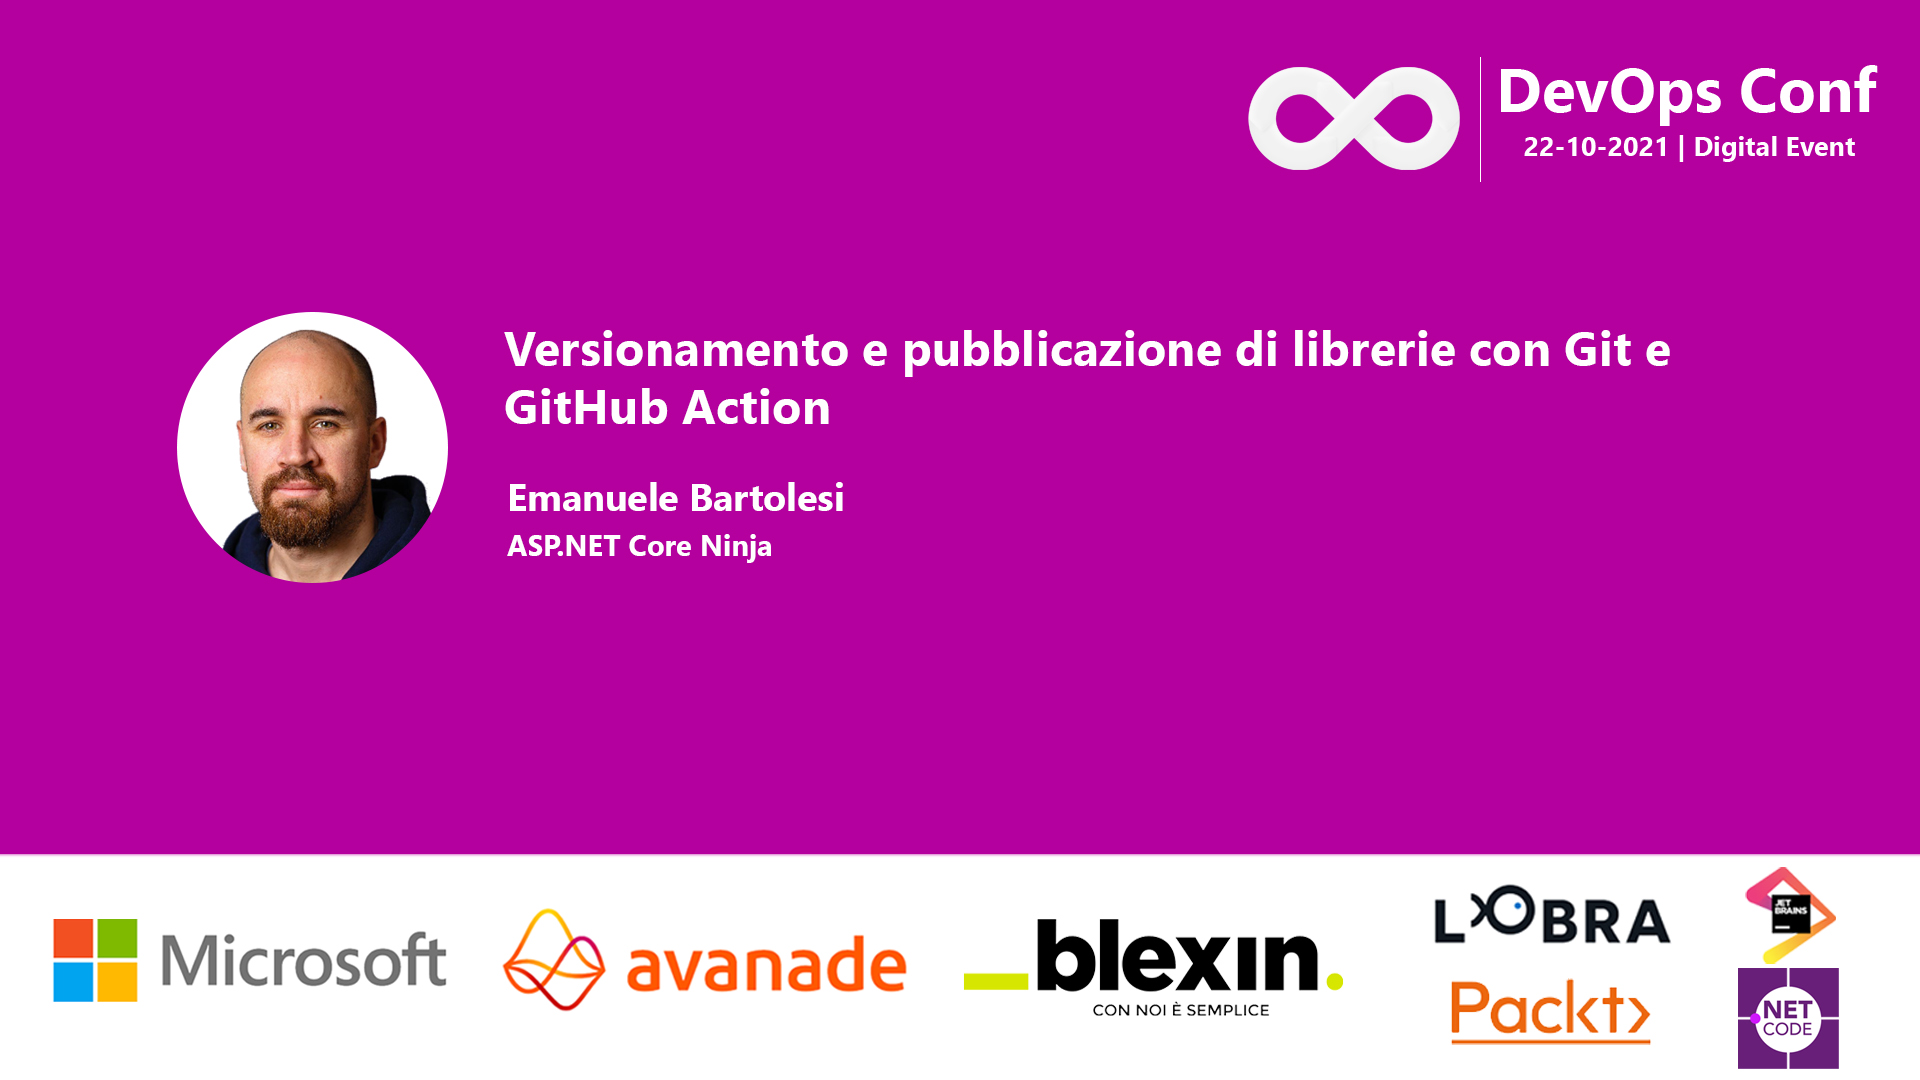 DevOps Conf
22-10-2021 | Digital Event
Versionamento e pubblicazione di librerie con Git e
GitHub Action
Emanuele Bartolesi
ASP.NET Core Ninja
Microsoft
avanade
blexin.
CON NOI È SEMPLICE
LOBRA
Packt
JET
BRAINS
.NET
CODE